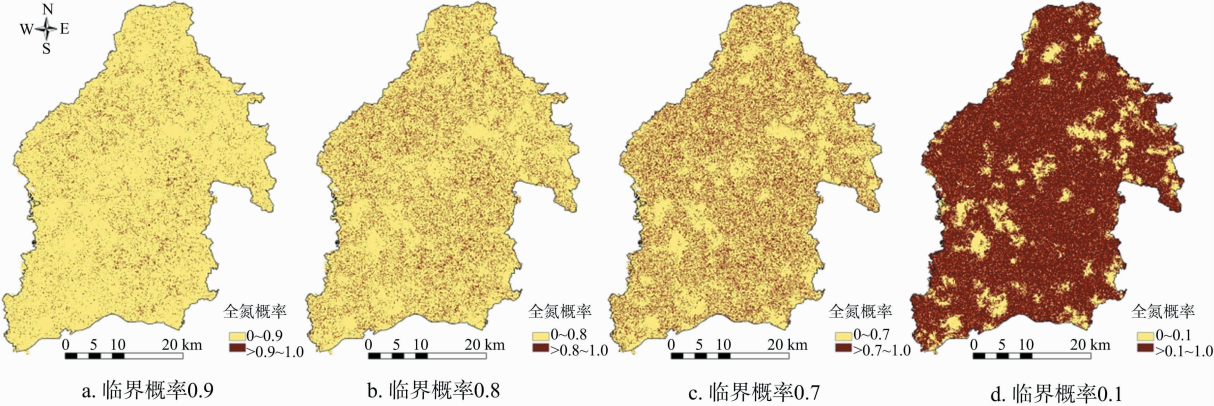 N
W E
S
全氮概率
0~0.9
>0.9~1.0
0 5 10 20 km
a. 临界概率0.9
全氮概率
0~0.8
>0.8~1.0
0 5 10 20 km
b. 临界概率0.8
全氮概率
0~0.7
>0.7~1.0
0 5 10 20 km
c. 临界概率0.7
全氮概率
0~0.1
>0.1~1.0
0 5 10 20 km
d. 临界概率0.1